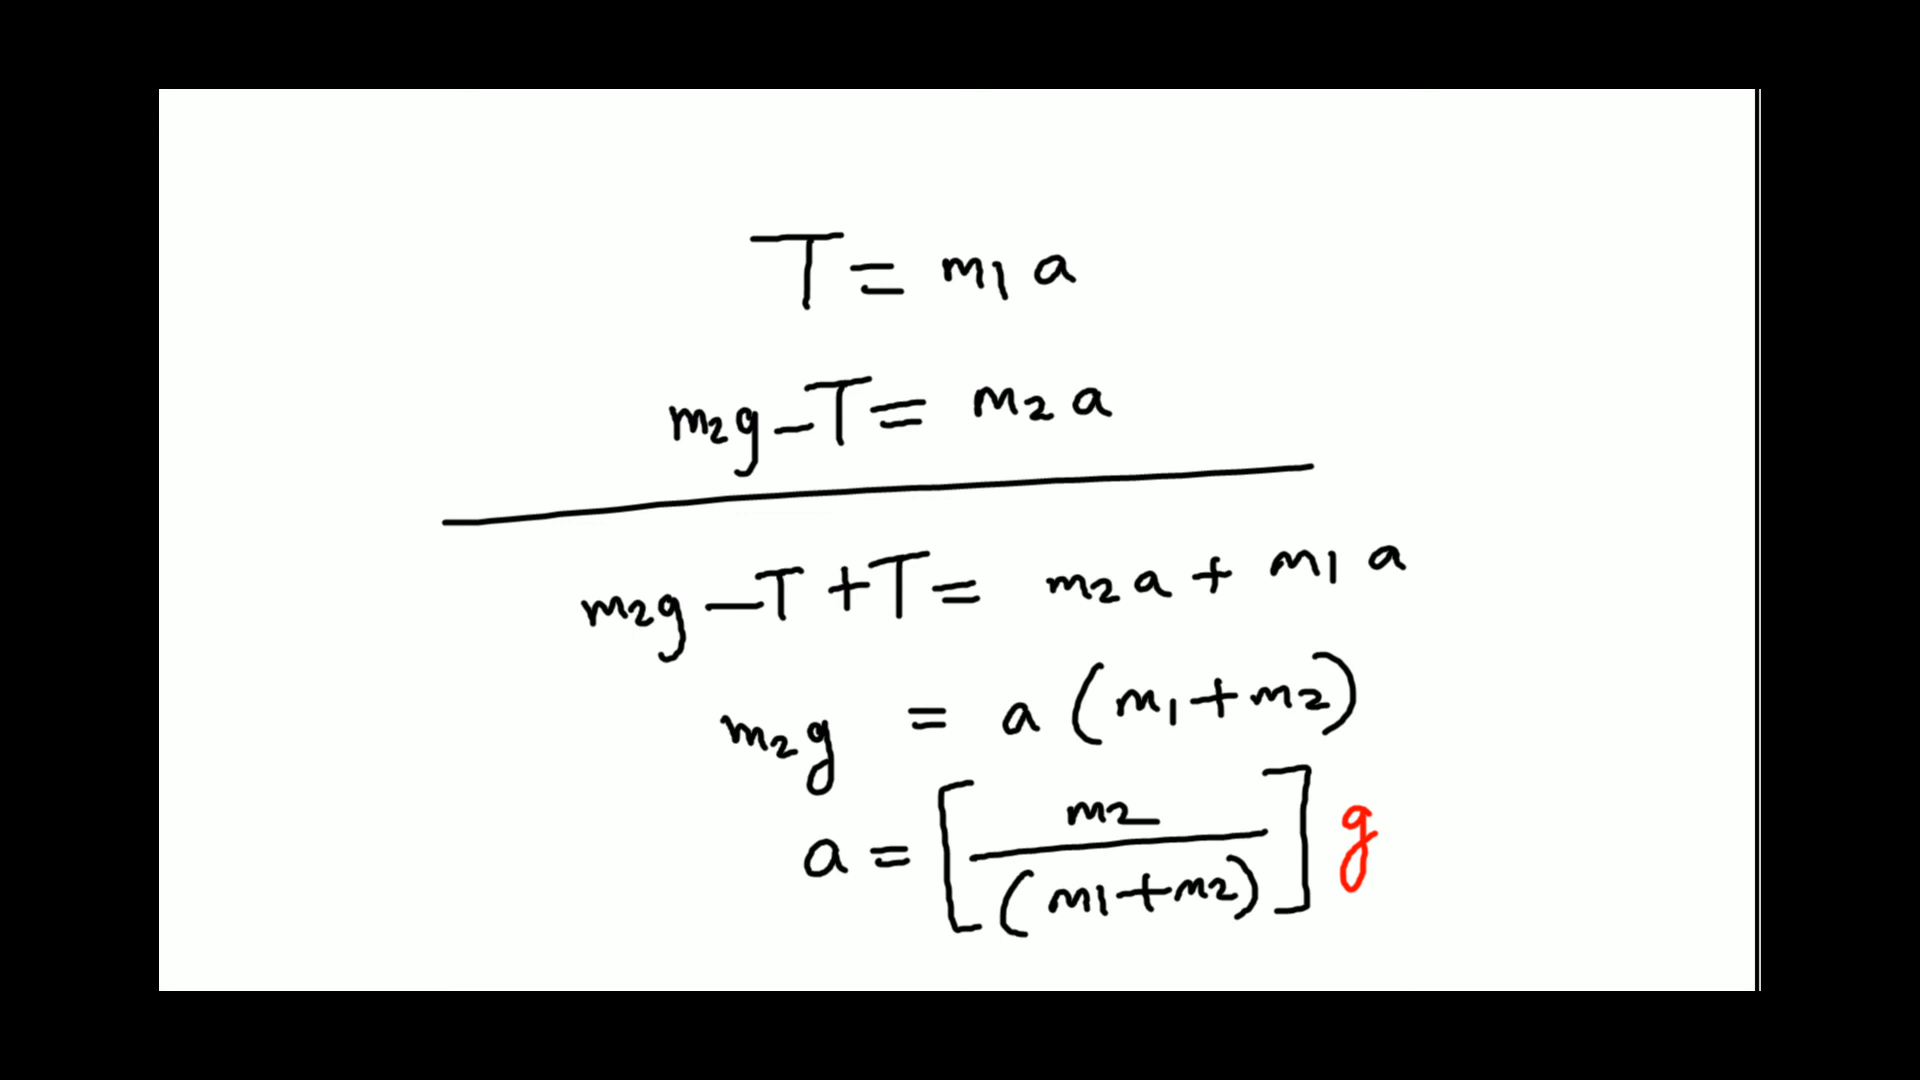 T = m1 a
m2g - T = m2 a
m2g - T + T = m2 a + m1 a
m2g = a (m1 + m2)
a = [ m2 / (m1 + m2) ] g